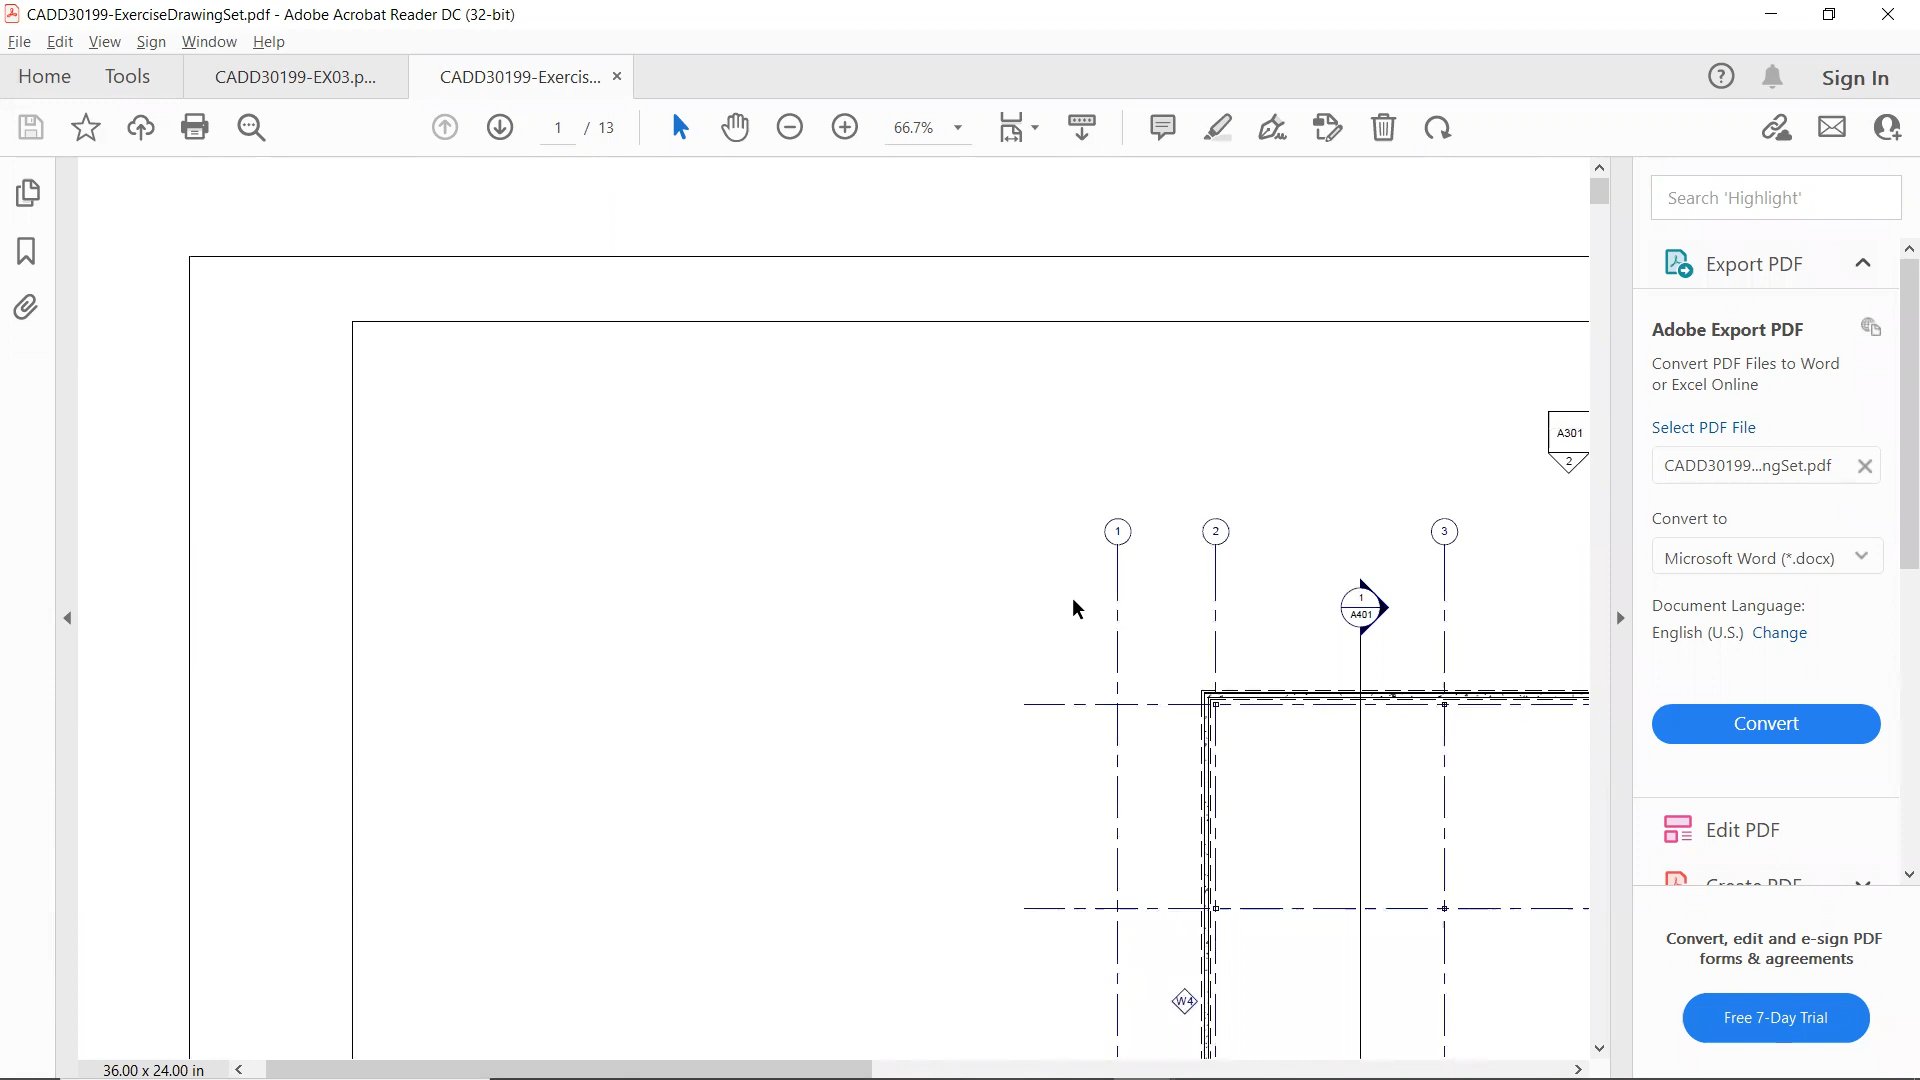 CADD30199-ExerciseDrawingSet.pdf - Adobe Acrobat Reader DC (32-bit)
File Edit View Sign Window Help
Home Tools CADD30199-EX03.p... CADD30199-Exercis... Sign In
1 / 13 66.7%
Search 'Highlight'
Export PDF
Adobe Export PDF
Convert PDF Files to Word
or Excel Online
Select PDF File
CADD30199...ngSet.pdf
Convert to
Microsoft Word (*.docx)
Document Language:
English (U.S.) Change
Convert
Edit PDF
Create PDF
Convert, edit and e-sign PDF
forms & agreements
Free 7-Day Trial
A301
2
1 2 3
1
A401
W4
36.00 x 24.00 in